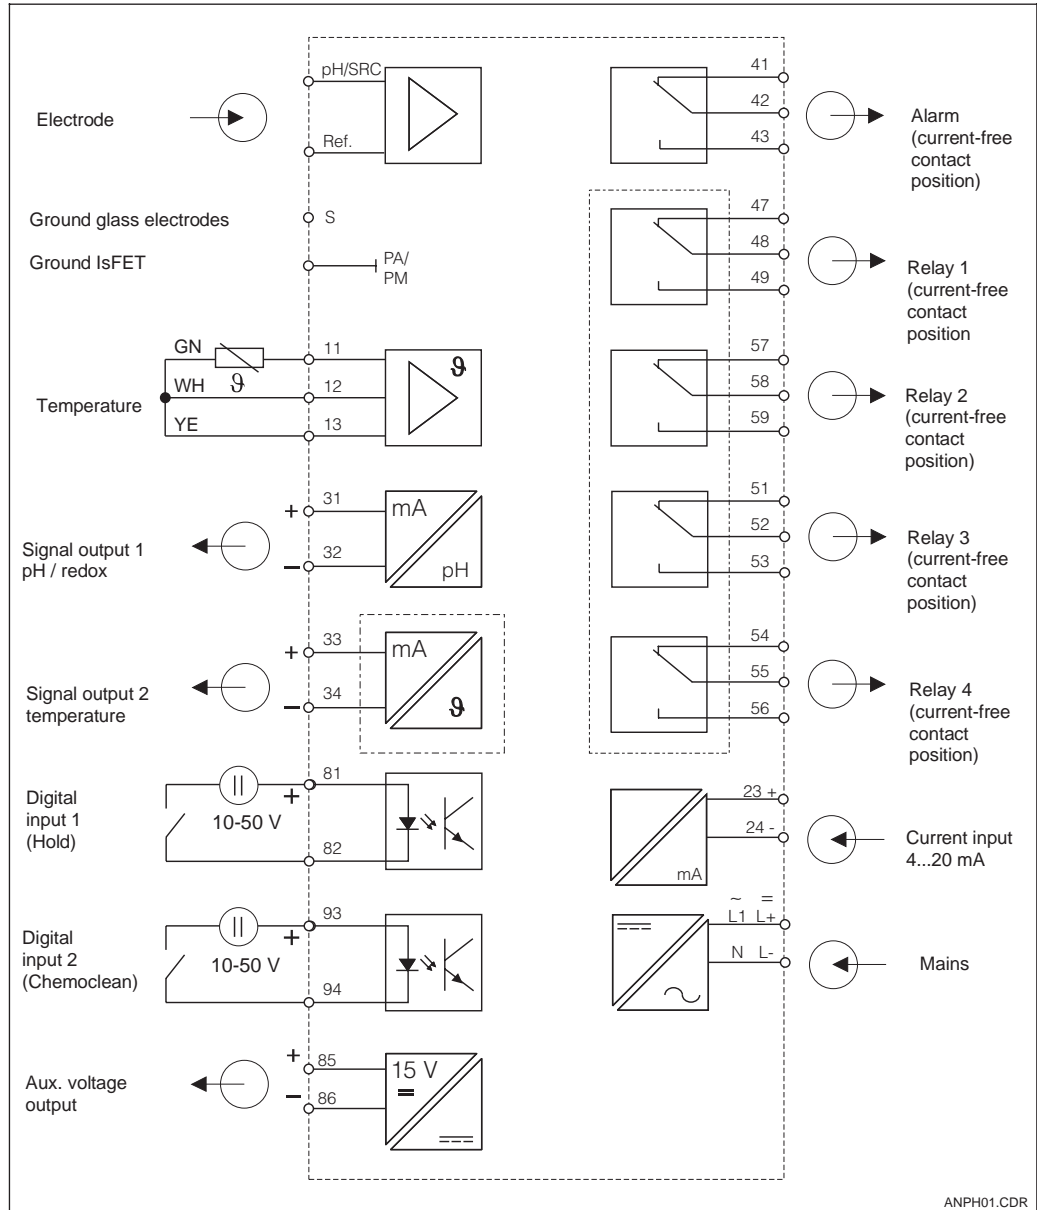 Electrode
pH/SRC
Ref.
Ground glass electrodes
S
Ground IsFET
PA/
PM
Temperature
GN
WH
YE
ϑ
11
12
13
ϑ
Signal output 1
pH / redox
+
31
–
32
mA
pH
Signal output 2
temperature
+
33
–
34
mA
ϑ
Digital
input 1
(Hold)
10-50 V
+
81
82
Digital
input 2
(Chemoclean)
10-50 V
+
93
94
Aux. voltage
output
+
85
–
86
15 V
41
42
43
Alarm
(current-free
contact
position)
47
48
49
Relay 1
(current-free
contact
position
57
58
59
Relay 2
(current-free
contact
position)
51
52
53
Relay 3
(current-free
contact
position)
54
55
56
Relay 4
(current-free
contact
position)
23 +
24 -
mA
Current input
4...20 mA
~ =
L1 L+
N L-
Mains
ANPH01.CDR